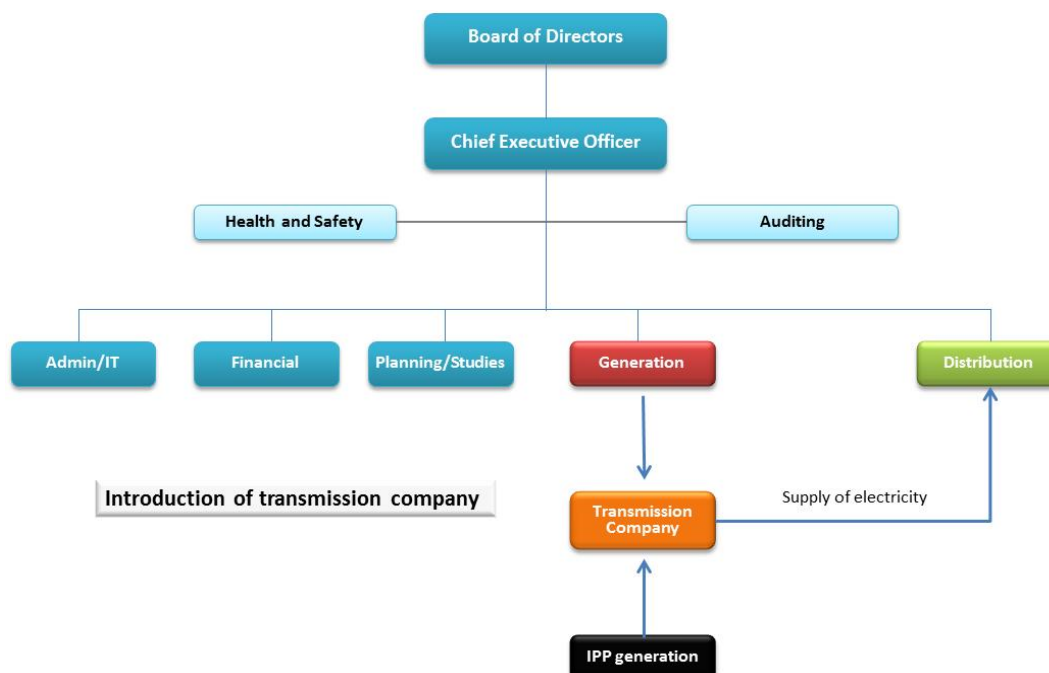 Board of Directors
Chief Executive Officer
Health and Safety
Auditing
Admin/IT
Financial
Planning/Studies
Generation
Distribution
Introduction of transmission company
Transmission
Company
Supply of electricity
IPP generation